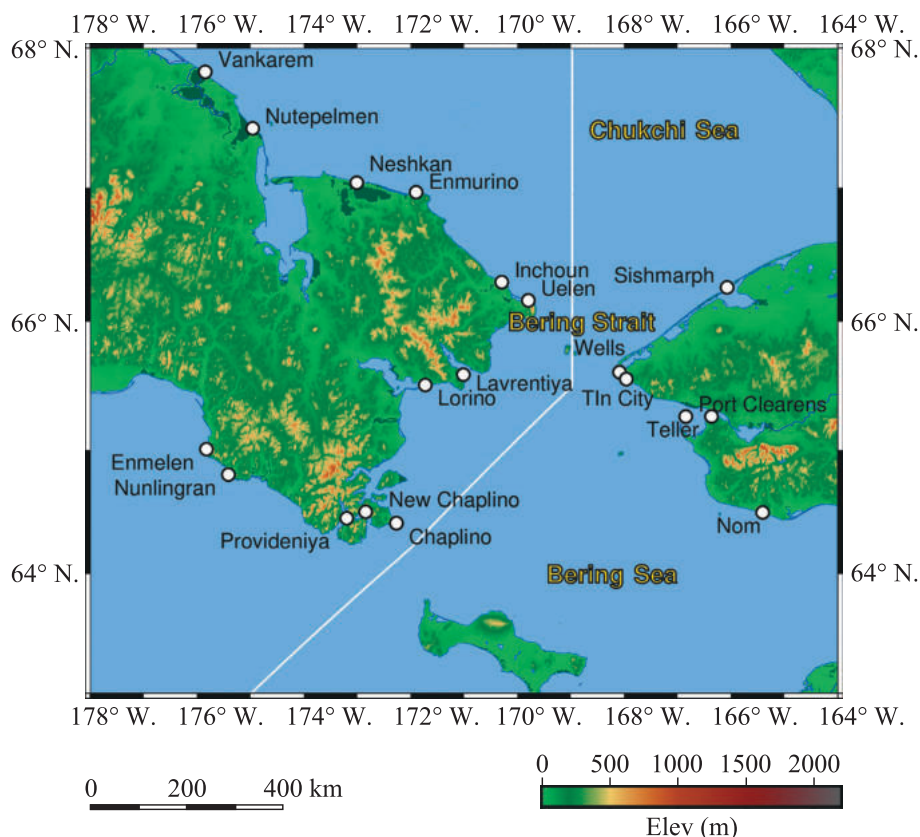 178° W. 176° W. 174° W. 172° W. 170° W. 168° W. 166° W. 164° W.
68° N. 68° N.
Vankarem
Nutepelmen
Chukchi Sea
Neshkan
Enmurino
Inchoun
Sishmarph
Uelen
66° N. Bering Strait 66° N.
Wells
Lavrentiya
Lorino
TIn City
Port Clearens
Teller
Enmelen
Nunlingran
New Chaplino
Nom
Provideniya
Chaplino
64° N. Bering Sea 64° N.
178° W. 176° W. 174° W. 172° W. 170° W. 168° W. 166° W. 164° W.
0 200 400 km
0 500 1000 1500 2000
Elev (m)